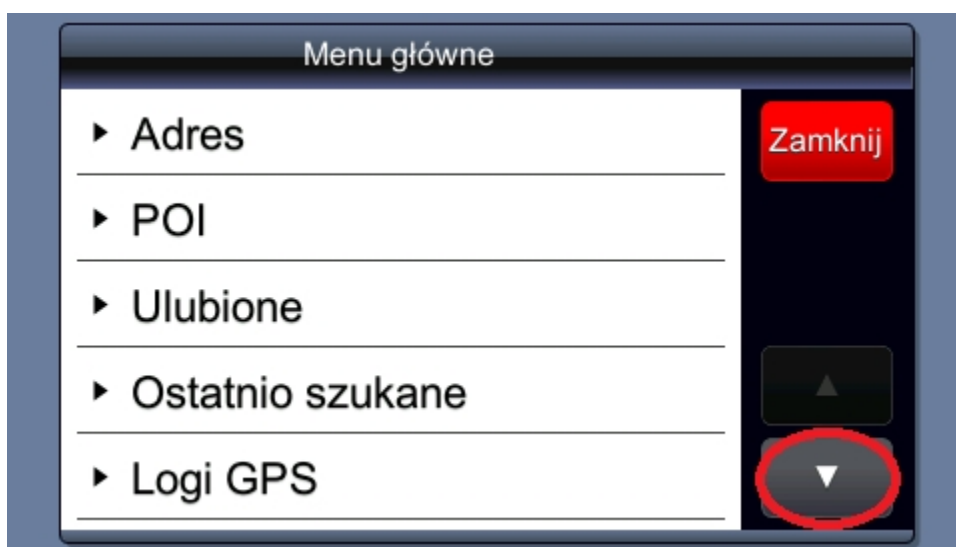 Menu główne
Adres
Zamknij
POI
Ulubione
Ostatnio szukane
Logi GPS